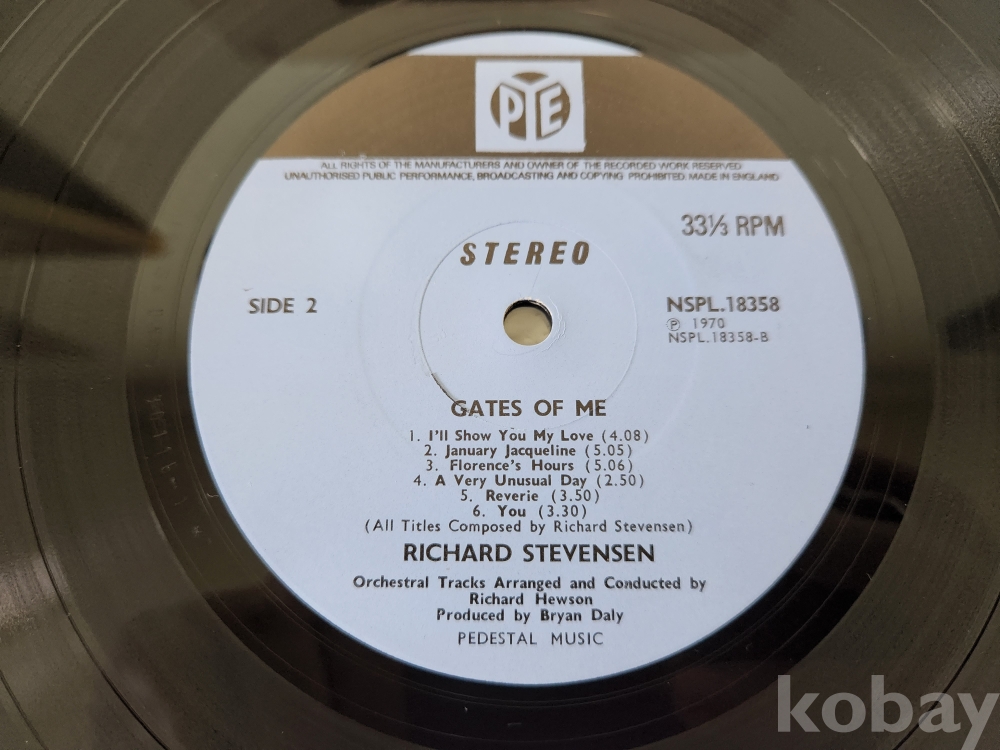 PYE
ALL RIGHTS OF THE MANUFACTURERS AND OWNER OF THE RECORDED WORK RESERVED
UNAUTHORISED PUBLIC PERFORMANCE, BROADCASTING AND COPYING PROHIBITED MADE IN ENGLAND
33⅓ RPM
STEREO
SIDE 2
NSPL.18358
℗ 1970
NSPL.18358-B
GATES OF ME
1. I'll Show You My Love (4.08)
2. January Jacqueline (5.05)
3. Florence's Hours (5.06)
4. A Very Unusual Day (2.50)
5. Reverie (3.50)
6. You (3.30)
(All Titles Composed by Richard Stevensen)
RICHARD STEVENSEN
Orchestral Tracks Arranged and Conducted by
Richard Hewson
Produced by Bryan Daly
PEDESTAL MUSIC
kobay